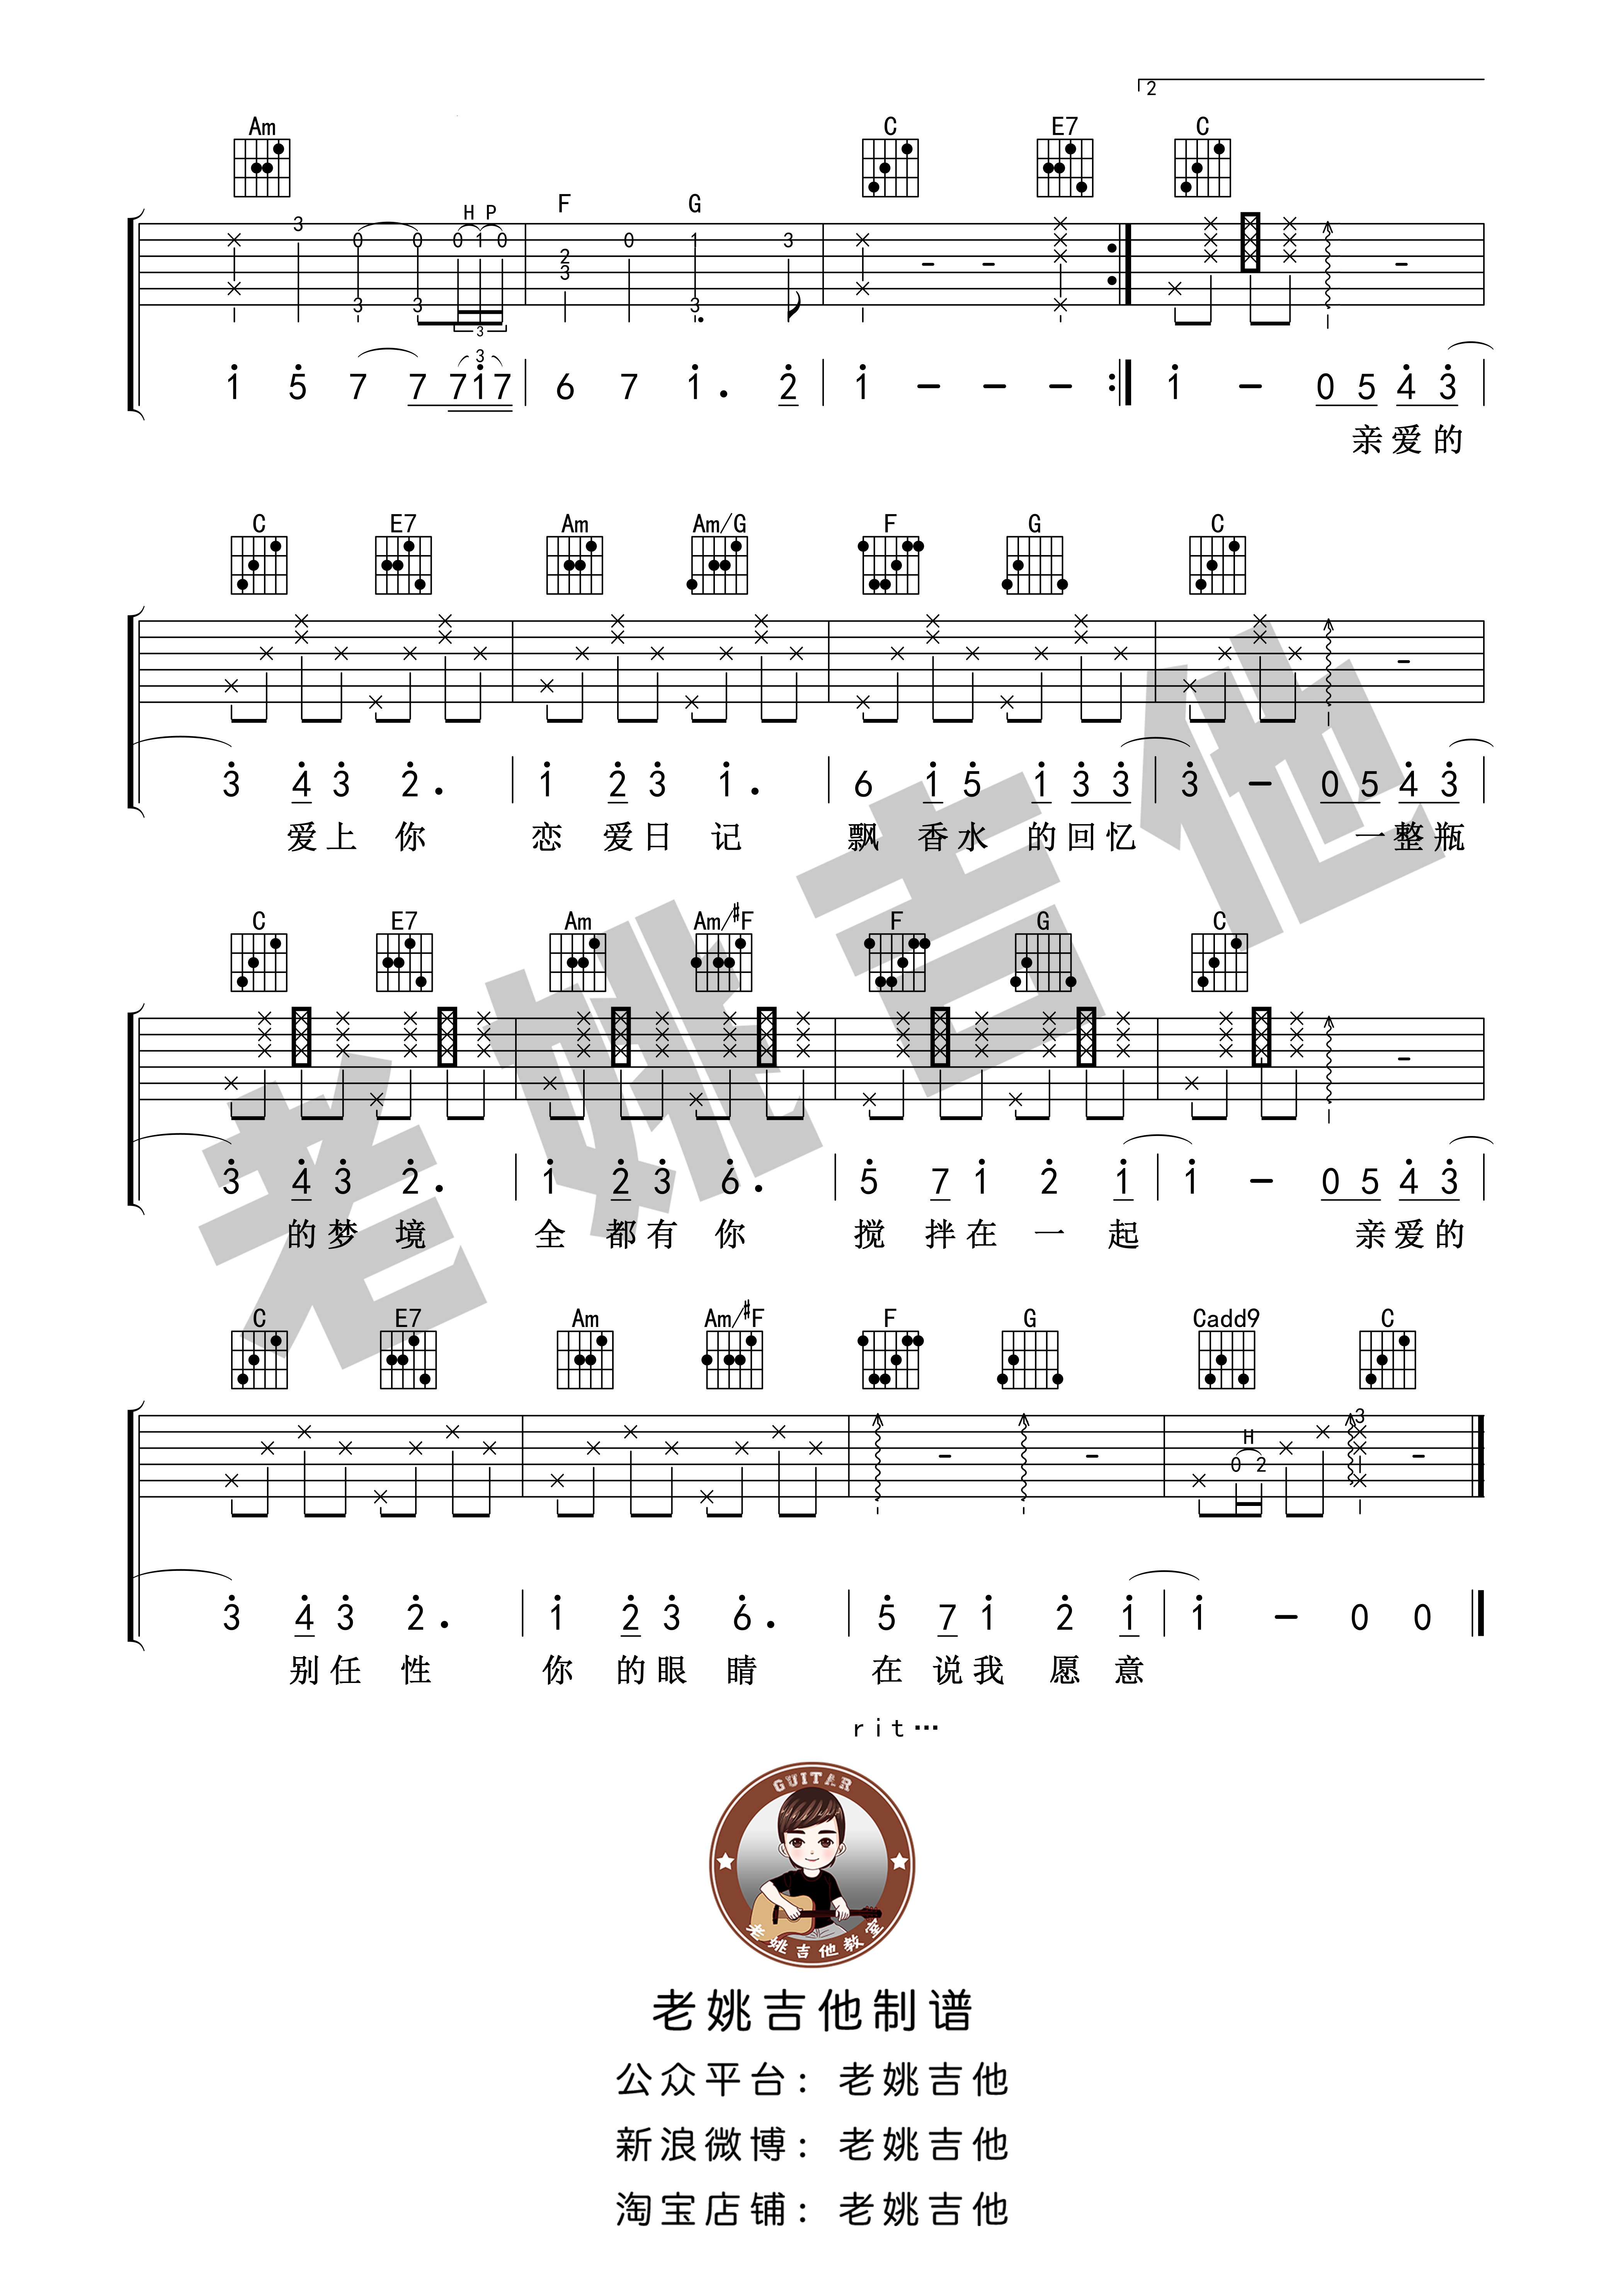 2
Am C E7 C
H P F G
3 0 0 0 1 0 2 3 0 1 3
3 3 3
3
3
1 5 7 7 7 1 7 6 7 1 . 2 1 - - - 1 - 0 5 4 3
亲 爱 的
C E7 Am Am/G F G C
3 4 3 2 . 1 2 3 1 . 6 1 5 1 3 3 3 - 0 5 4 3
爱 上 你 恋 爱 日 记 飘 香 水 的 回 忆 一 整 瓶
C E7 Am Am/#F F G C
3 4 3 2 . 1 2 3 6 . 5 7 1 2 1 1 - 0 5 4 3
的 梦 境 全 都 有 你 搅 拌 在 一 起 亲 爱 的
C E7 Am Am/#F F G Cadd9 C
3
H
0 2
3 4 3 2 . 1 2 3 6 . 5 7 1 2 1 1 - 0 0
别 任 性 你 的 眼 睛 在 说 我 愿 意
rit…
老姚吉他
GUITAR
老姚吉他教室
老姚吉他制谱
公众平台：老姚吉他
新浪微博：老姚吉他
淘宝店铺：老姚吉他